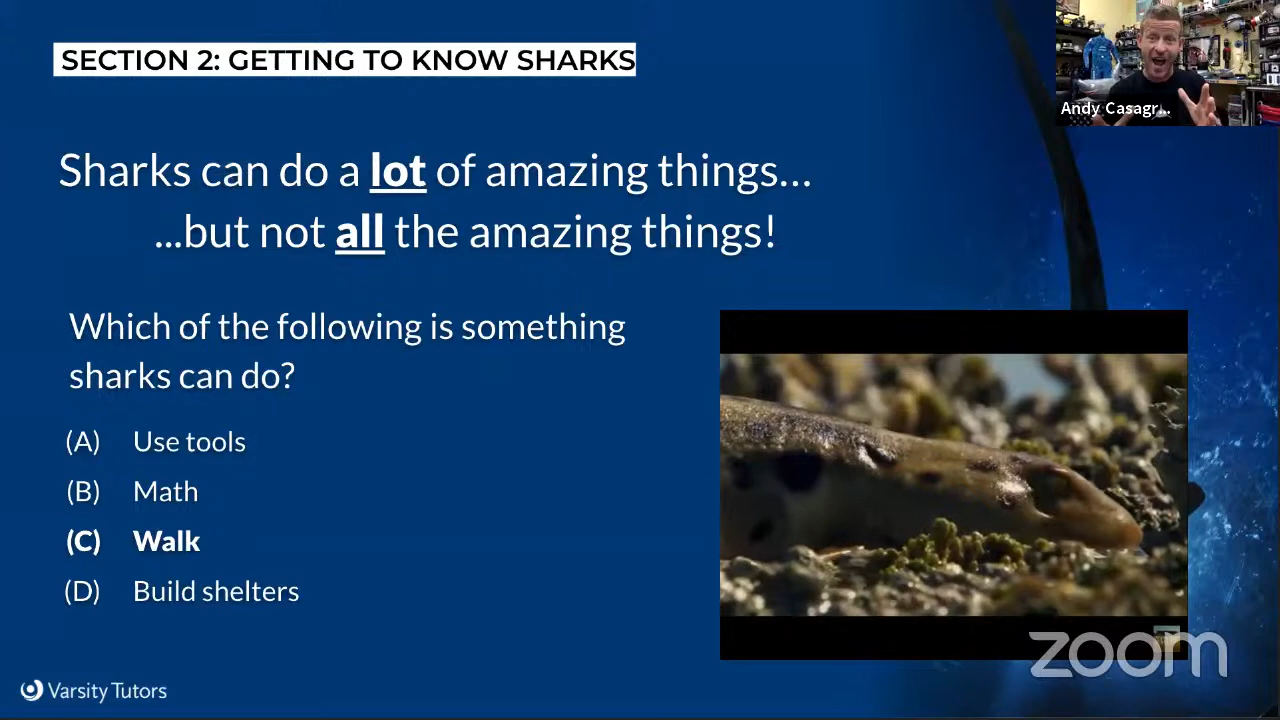 SECTION 2: GETTING TO KNOW SHARKS
Andy Casagr...
Sharks can do a lot of amazing things...
...but not all the amazing things!
Which of the following is something
sharks can do?
(A) Use tools
(B) Math
(C) Walk
(D) Build shelters
zoom
Varsity Tutors